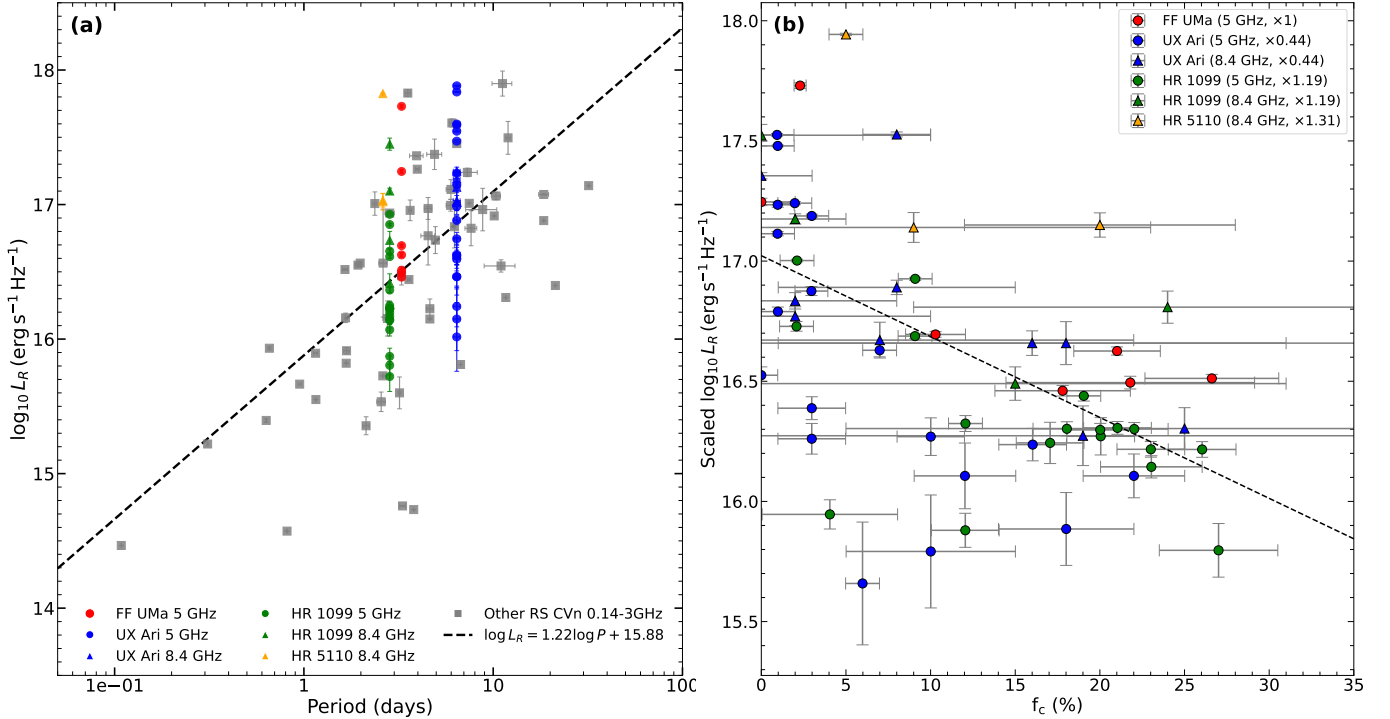 (a)
log₁₀ L_R (erg s⁻¹ Hz⁻¹)
18
17
16
15
14
FF UMa 5 GHz
UX Ari 5 GHz
UX Ari 8.4 GHz
HR 1099 5 GHz
HR 1099 8.4 GHz
HR 5110 8.4 GHz
Other RS CVn 0.14-3GHz
log L_R = 1.22log P + 15.88
1e−01
1
10
100
Period (days)
(b)
Scaled log₁₀ L_R (erg s⁻¹ Hz⁻¹)
18.0
17.5
17.0
16.5
16.0
15.5
FF UMa (5 GHz, ×1)
UX Ari (5 GHz, ×0.44)
UX Ari (8.4 GHz, ×0.44)
HR 1099 (5 GHz, ×1.19)
HR 1099 (8.4 GHz, ×1.19)
HR 5110 (8.4 GHz, ×1.31)
0
5
10
15
20
25
30
35
f_c (%)